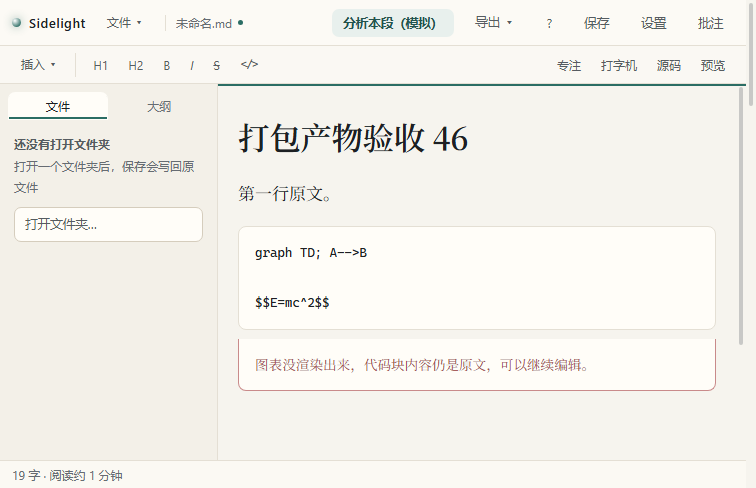 Sidelight 文件 未命名.md 分析本段（模拟） 导出 ? 保存 设置 批注
插入 H1 H2 B I S </> 专注 打字机 源码 预览
文件 大纲
还没有打开文件夹
打开一个文件夹后，保存会写回原
文件
打开文件夹...
打包产物验收 46
第一行原文。
graph TD; A-->B
$$E=mc^2$$
图表没渲染出来，代码块内容仍是原文，可以继续编辑。
19 字 · 阅读约 1 分钟